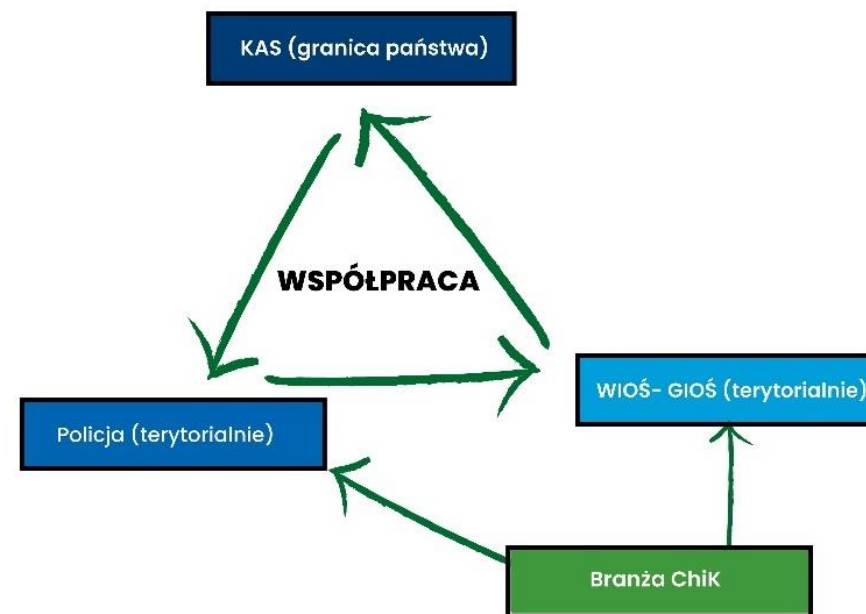 KAS (granica państwa)
WSPÓŁPRACA
WIOŚ- GIOŚ (terytorialnie)
Policja (terytorialnie)
Branża ChiK